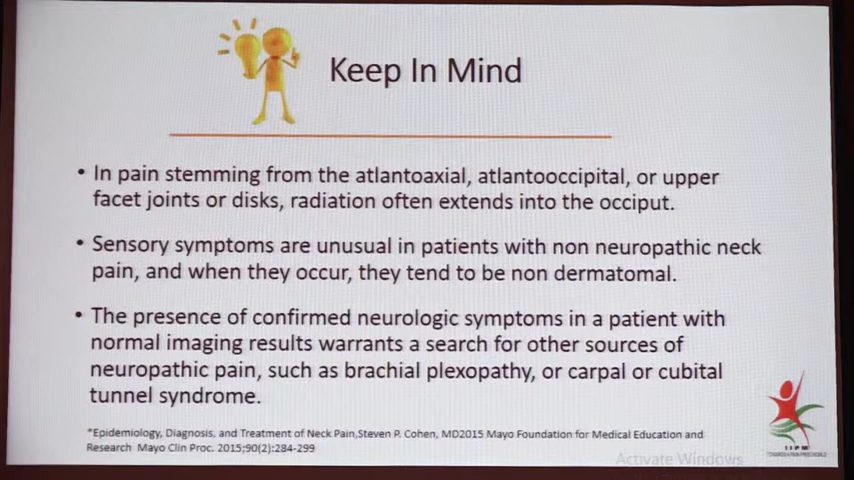 Keep In Mind
• In pain stemming from the atlantoaxial, atlantooccipital, or upper
facet joints or disks, radiation often extends into the occiput.
• Sensory symptoms are unusual in patients with non neuropathic neck
pain, and when they occur, they tend to be non dermatomal.
• The presence of confirmed neurologic symptoms in a patient with
normal imaging results warrants a search for other sources of
neuropathic pain, such as brachial plexopathy, or carpal or cubital
tunnel syndrome.
*Epidemiology, Diagnosis, and Treatment of Neck Pain,Steven P. Cohen, MD2015 Mayo Foundation for Medical Education and
Research Mayo Clin Proc. 2015;90(2):284-299
IIPM
Activate Windows